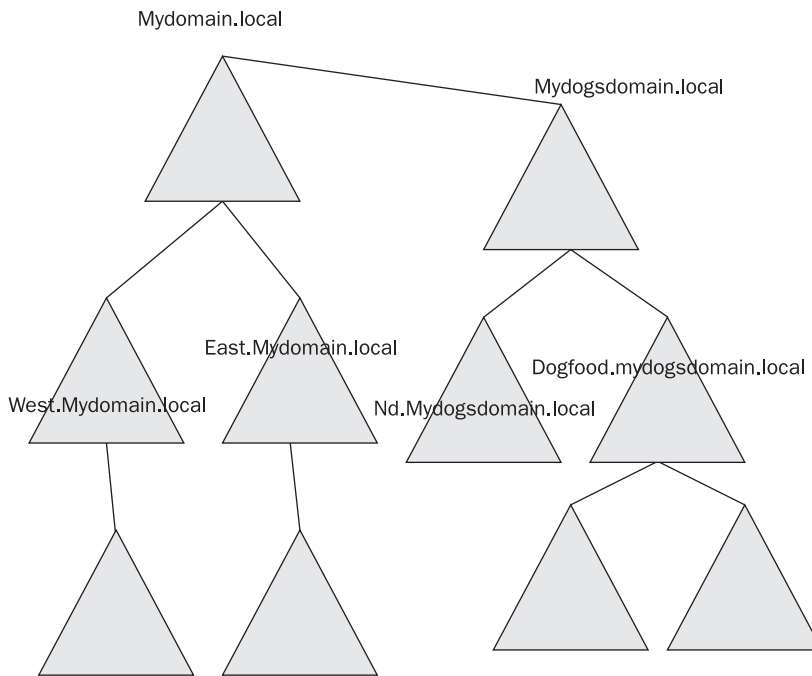 Mydomain.local
Mydogsdomain.local
East.Mydomain.local
Dogfood.mydogsdomain.local
West.Mydomain.local
Nd.Mydogsdomain.local